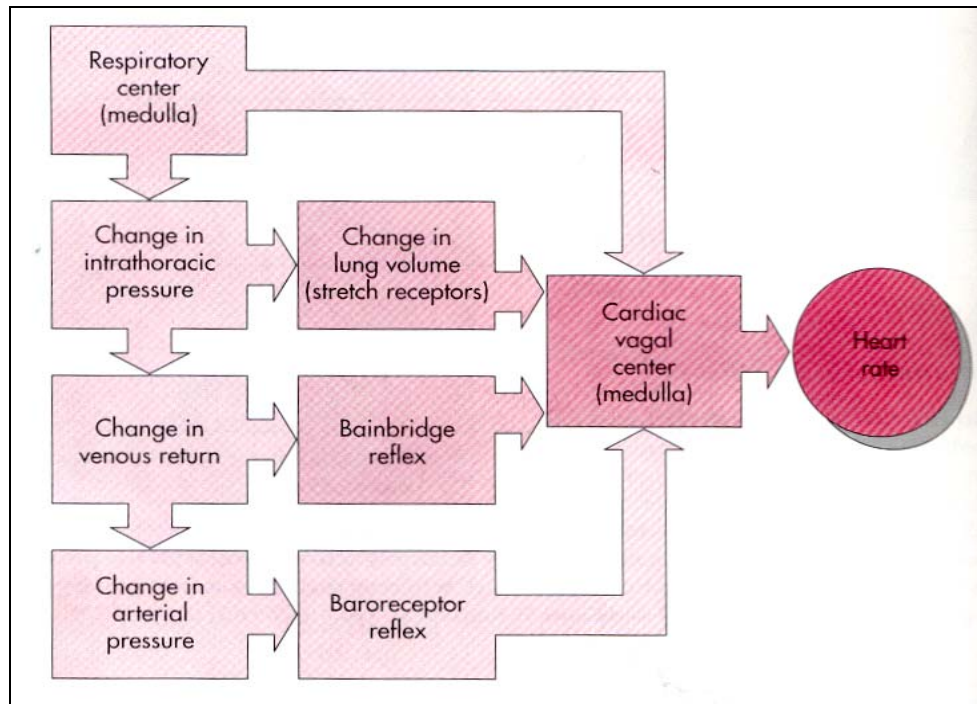 Respiratory
center
(medulla)
Change in
intrathoracic
pressure
Change in
lung volume
(stretch receptors)
Cardiac
vagal
center
(medulla)
Heart
rate
Change in
venous return
Bainbridge
reflex
Change in
arterial
pressure
Baroreceptor
reflex